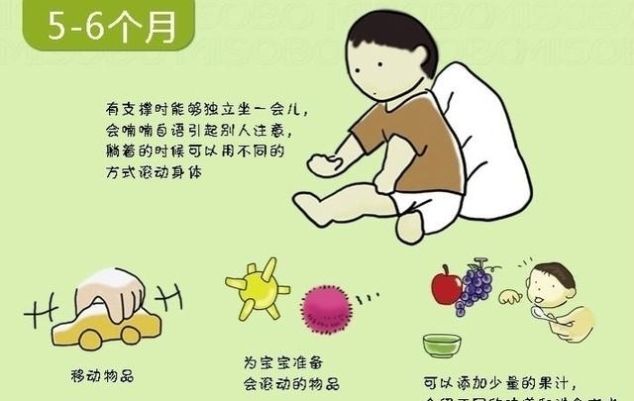 5-6个月
有支撑时能够独立坐一会儿，
会喃喃自语引起别人注意，
躺着的时候可以用不同的
方式滚动身体
移动物品
为宝宝准备
会滚动的物品
可以添加少量的果汁，